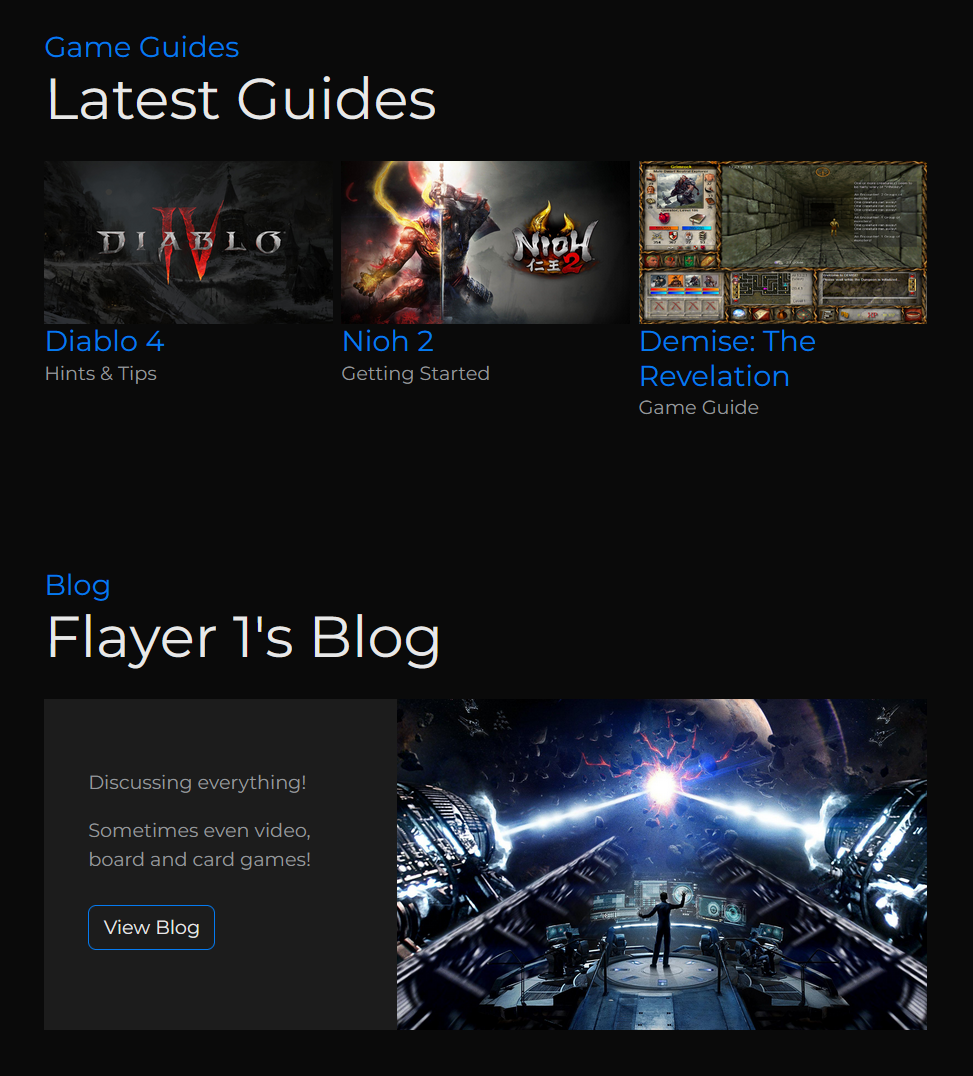 Game Guides
Latest Guides
DIABLO
IV
NIOH
仁王2
Diablo 4
Hints & Tips
Nioh 2
Getting Started
Demise: The
Revelation
Game Guide
Blog
Flayer 1's Blog
Discussing everything!
Sometimes even video,
board and card games!
View Blog